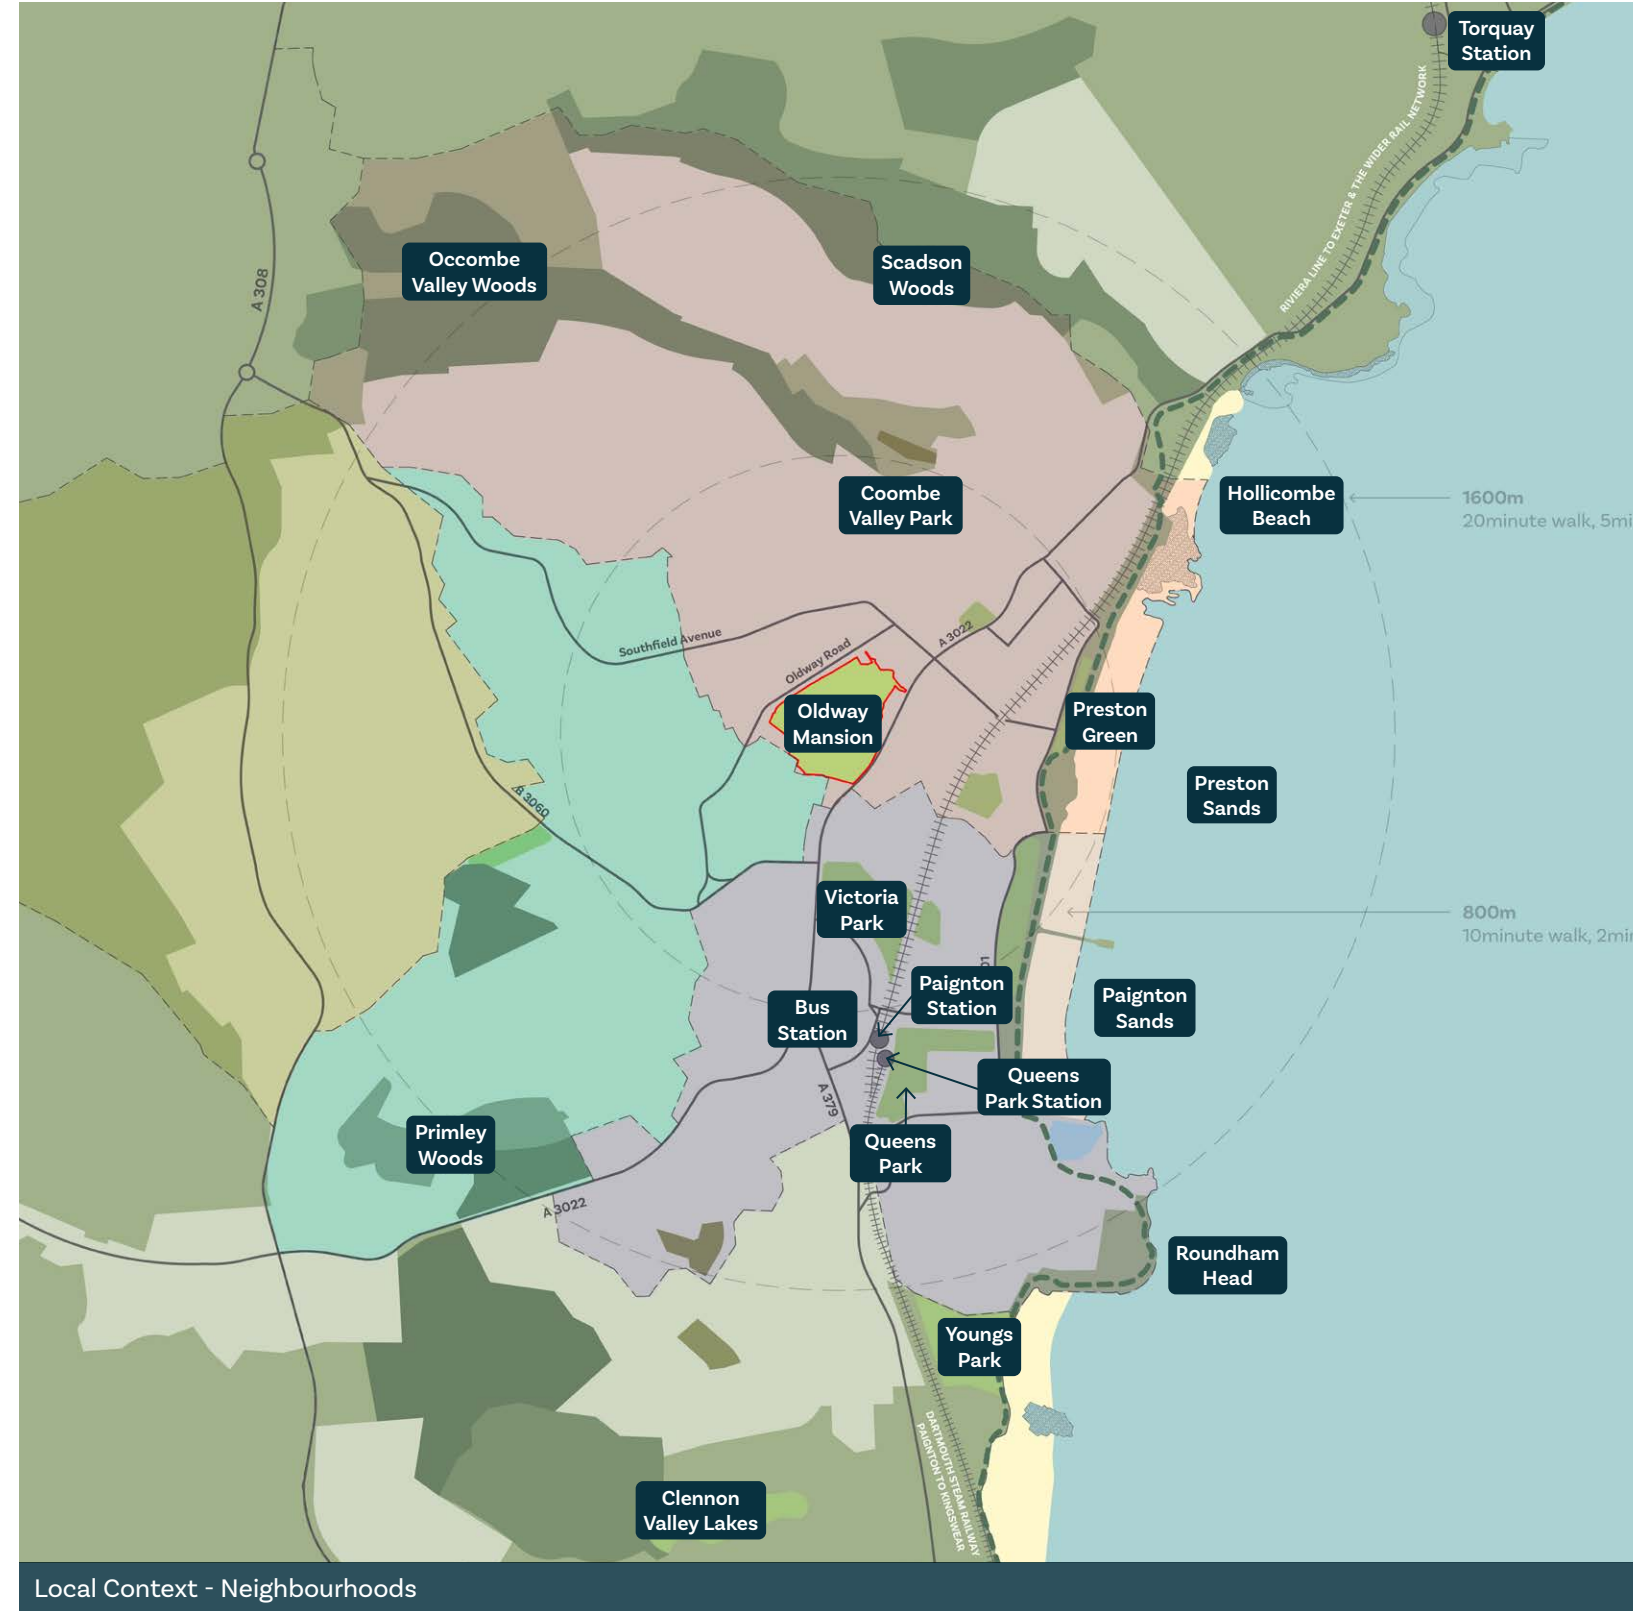 Torquay
Station
RIVIERA LINE TO EXETER & THE WIDER RAIL NETWORK
Occombe
Valley Woods
Scadson
Woods
A 308
Coombe
Valley Park
Hollicombe
Beach
1600m
20minute walk, 5mi
Southfield Avenue
A 3022
Oldway Road
Oldway
Mansion
Preston
Green
Preston
Sands
B 3060
Victoria
Park
800m
10minute walk, 2mi
01
Paignton
Station
Bus
Station
Paignton
Sands
Queens
Park Station
A 379
Primley
Woods
Queens
Park
A 3022
Roundham
Head
Youngs
Park
DARTMOUTH STEAM RAILWAY
PAIGNTON TO KINGSWEAR
Clennon
Valley Lakes
Local Context - Neighbourhoods